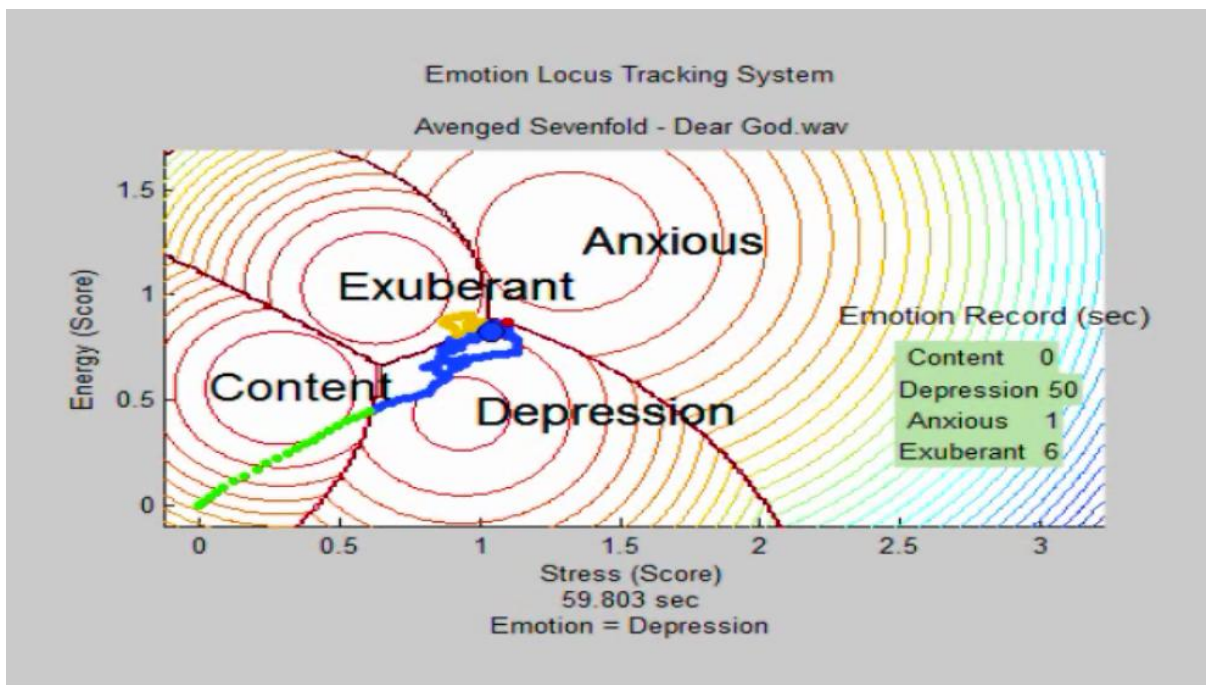 Emotion Locus Tracking System
Avenged Sevenfold - Dear God.wav
1.5
1
0.5
0
Energy (Score)
Anxious
Exuberant
Content
Depression
Emotion Record (sec)
Content 0
Depression 50
Anxious 1
Exuberant 6
0 0.5 1 1.5 2 2.5 3
Stress (Score)
59.803 sec
Emotion = Depression